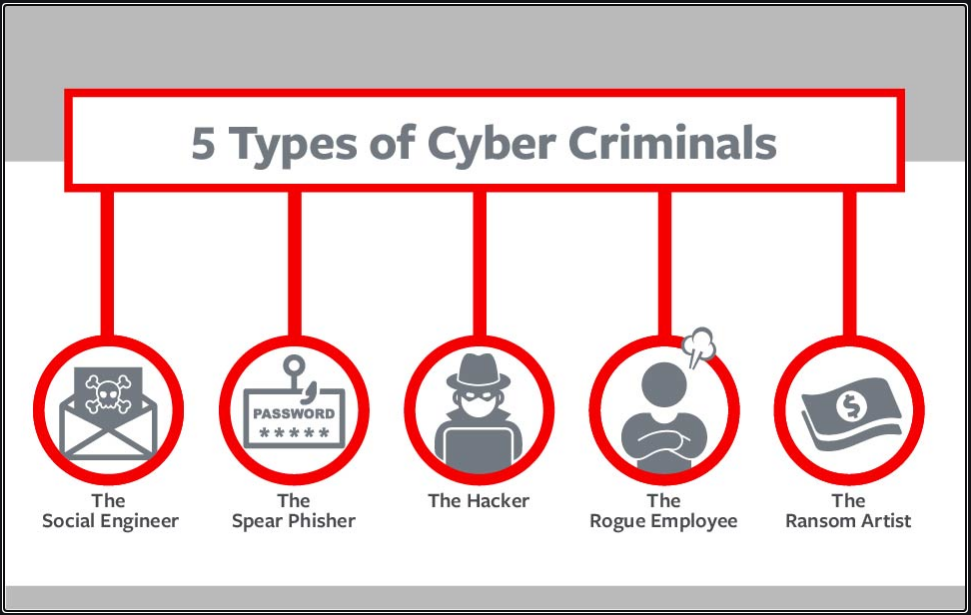 5 Types of Cyber Criminals
PASSWORD
*****
$
The
Social Engineer
The
Spear Phisher
The Hacker
The
Rogue Employee
The
Ransom Artist